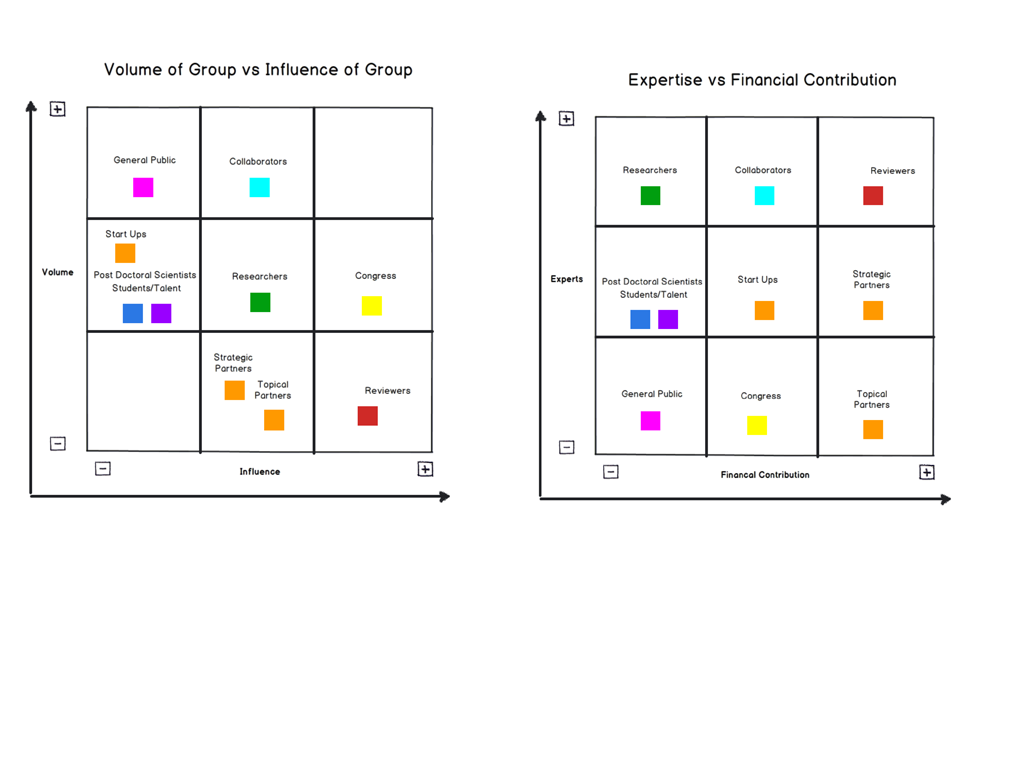 Volume of Group vs Influence of Group
+
General Public
Collaborators
Start Ups
Volume
Post Doctoral Scientists
Students/Talent
Researchers
Congress
Strategic
Partners
Topical
Partners
Reviewers
−
−
Influence
+
Expertise vs Financial Contribution
+
Researchers
Collaborators
Reviewers
Experts
Post Doctoral Scientists
Students/Talent
Start Ups
Strategic
Partners
General Public
Congress
Topical
Partners
−
−
Financal Contribution
+